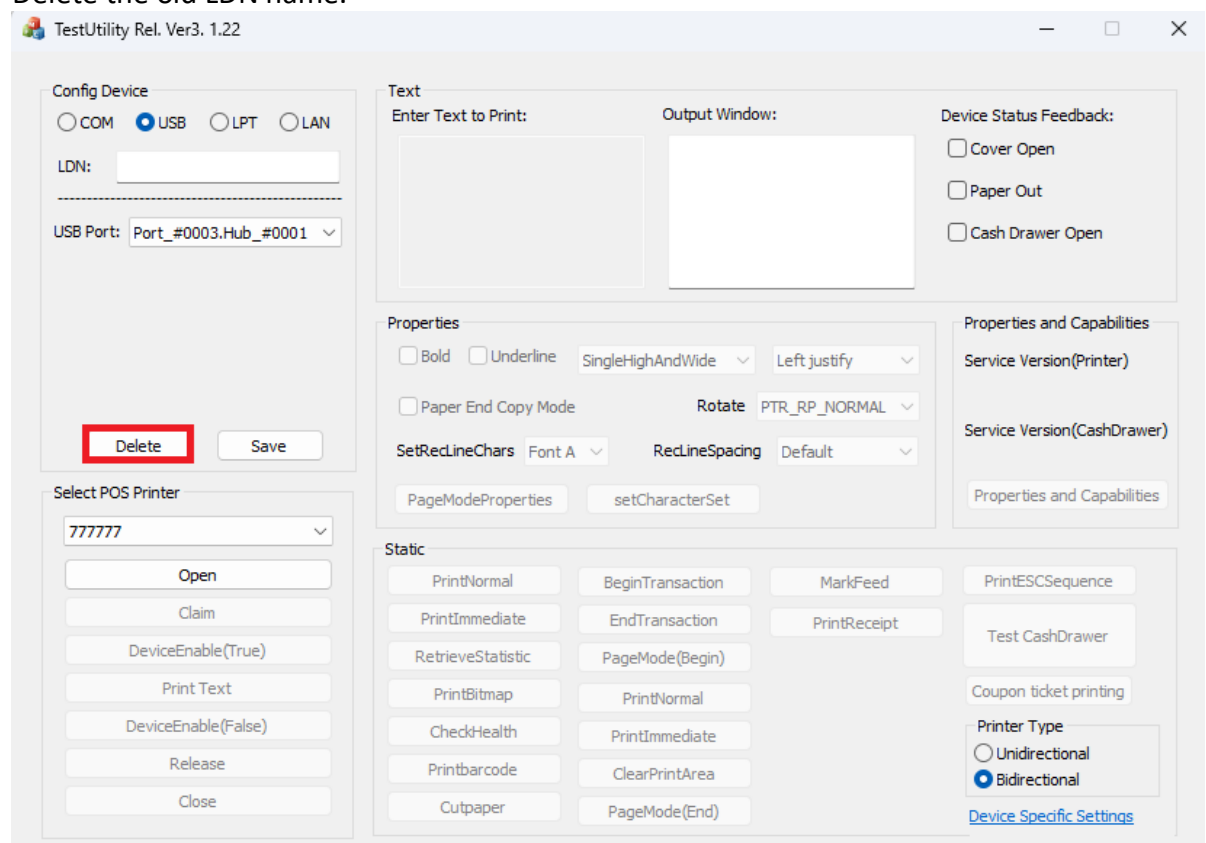 Delete the old LDN name.
TestUtility Rel. Ver3. 1.22
Config Device
COM USB LPT LAN
LDN:
USB Port: Port_#0003.Hub_#0001
Delete Save
Select POS Printer
777777
Open
Claim
DeviceEnable(True)
Print Text
DeviceEnable(False)
Release
Close
Text
Enter Text to Print: Output Window: Device Status Feedback:
Cover Open
Paper Out
Cash Drawer Open
Properties
Bold Underline SingleHighAndWide Left justify
Paper End Copy Mode Rotate PTR_RP_NORMAL
SetRecLineChars Font A RecLineSpacing Default
PageModeProperties setCharacterSet
Properties and Capabilities
Service Version(Printer)
Service Version(CashDrawer)
Properties and Capabilities
Static
PrintNormal BeginTransaction MarkFeed PrintESCSequence
PrintImmediate EndTransaction PrintReceipt Test CashDrawer
RetrieveStatistic PageMode(Begin)
PrintBitmap PrintNormal Coupon ticket printing
CheckHealth PrintImmediate
Printbarcode ClearPrintArea
Cutpaper PageMode(End)
Printer Type
Unidirectional
Bidirectional
Device Specific Settings